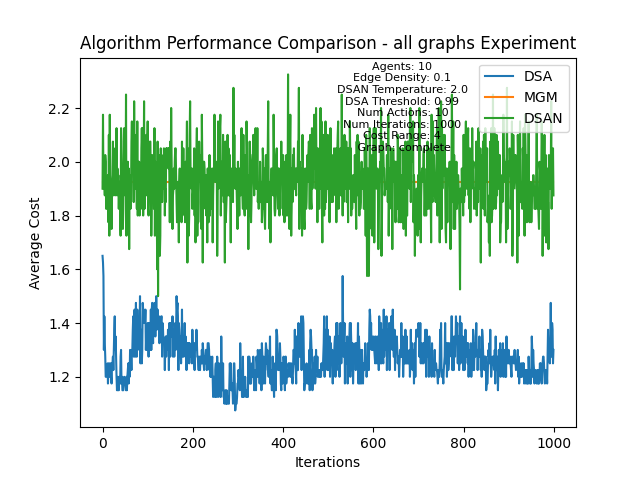 Algorithm Performance Comparison - all graphs Experiment
Agents: 10
Edge Density: 0.1
DSAN Temperature: 2.0
DSA Threshold: 0.99
Num Actions: 10
Num Iterations: 1000
Cost Range: 4
Graph: complete
DSA
MGM
DSAN
Average Cost
2.2
2.0
1.8
1.6
1.4
1.2
0
200
400
600
800
1000
Iterations